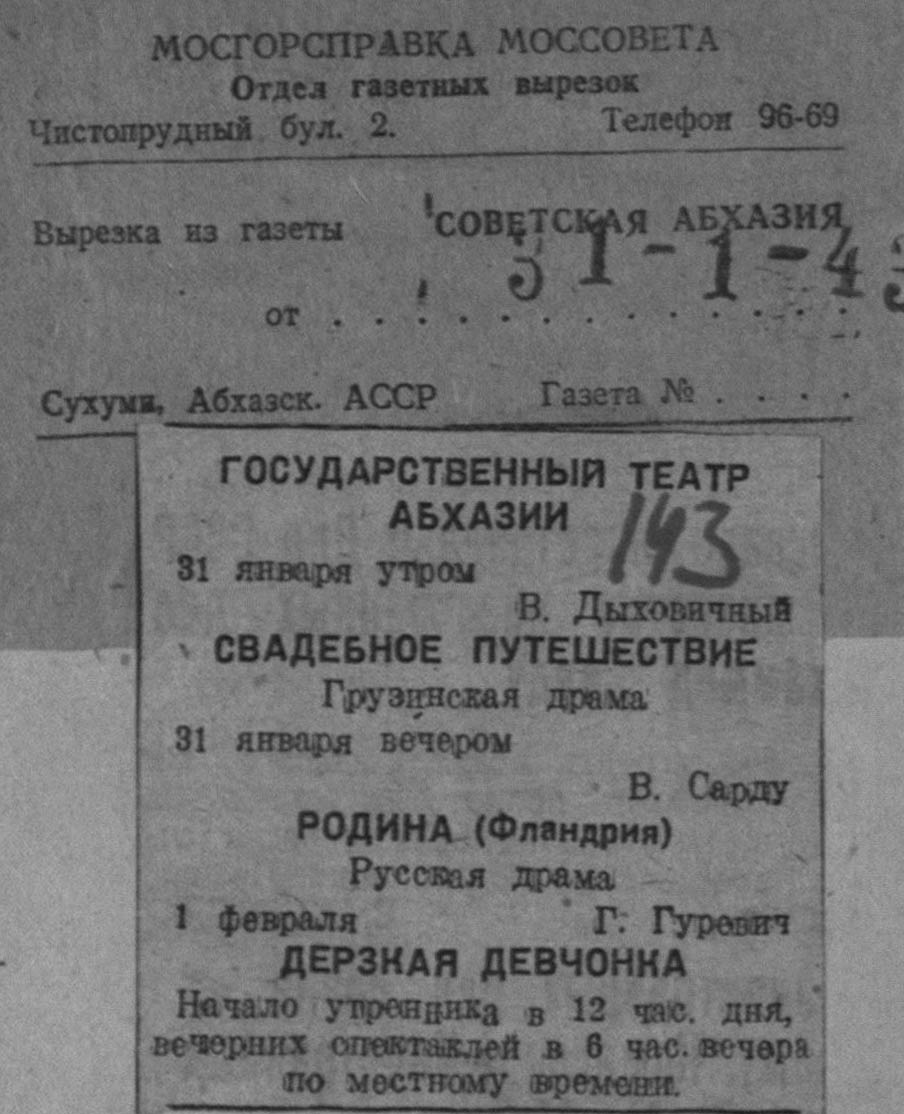 МОСГОРСПРАВКА МОССОВЕТА
Отдел газетных вырезок
Чистопрудный бул. 2. Телефон 96-69
Вырезка из газеты СОВЕТСКАЯ АБХАЗИЯ
31-1-43
от . . . . . . . . . . . . .
Сухуми, Абхазск. АССР Газета № . . . .
ГОСУДАРСТВЕННЫЙ ТЕАТР
АБХАЗИИ
143
31 января утром
В. Дыховичный
СВАДЕБНОЕ ПУТЕШЕСТВИЕ
Грузинская драма
31 января вечером
В. Сарду
РОДИНА (Фландрия)
Русская драма
1 февраля Г. Гуревич
ДЕРЗКАЯ ДЕВЧОНКА
Начало утренника в 12 час. дня,
вечерних спектаклей в 6 час. вечера
по местному времени.